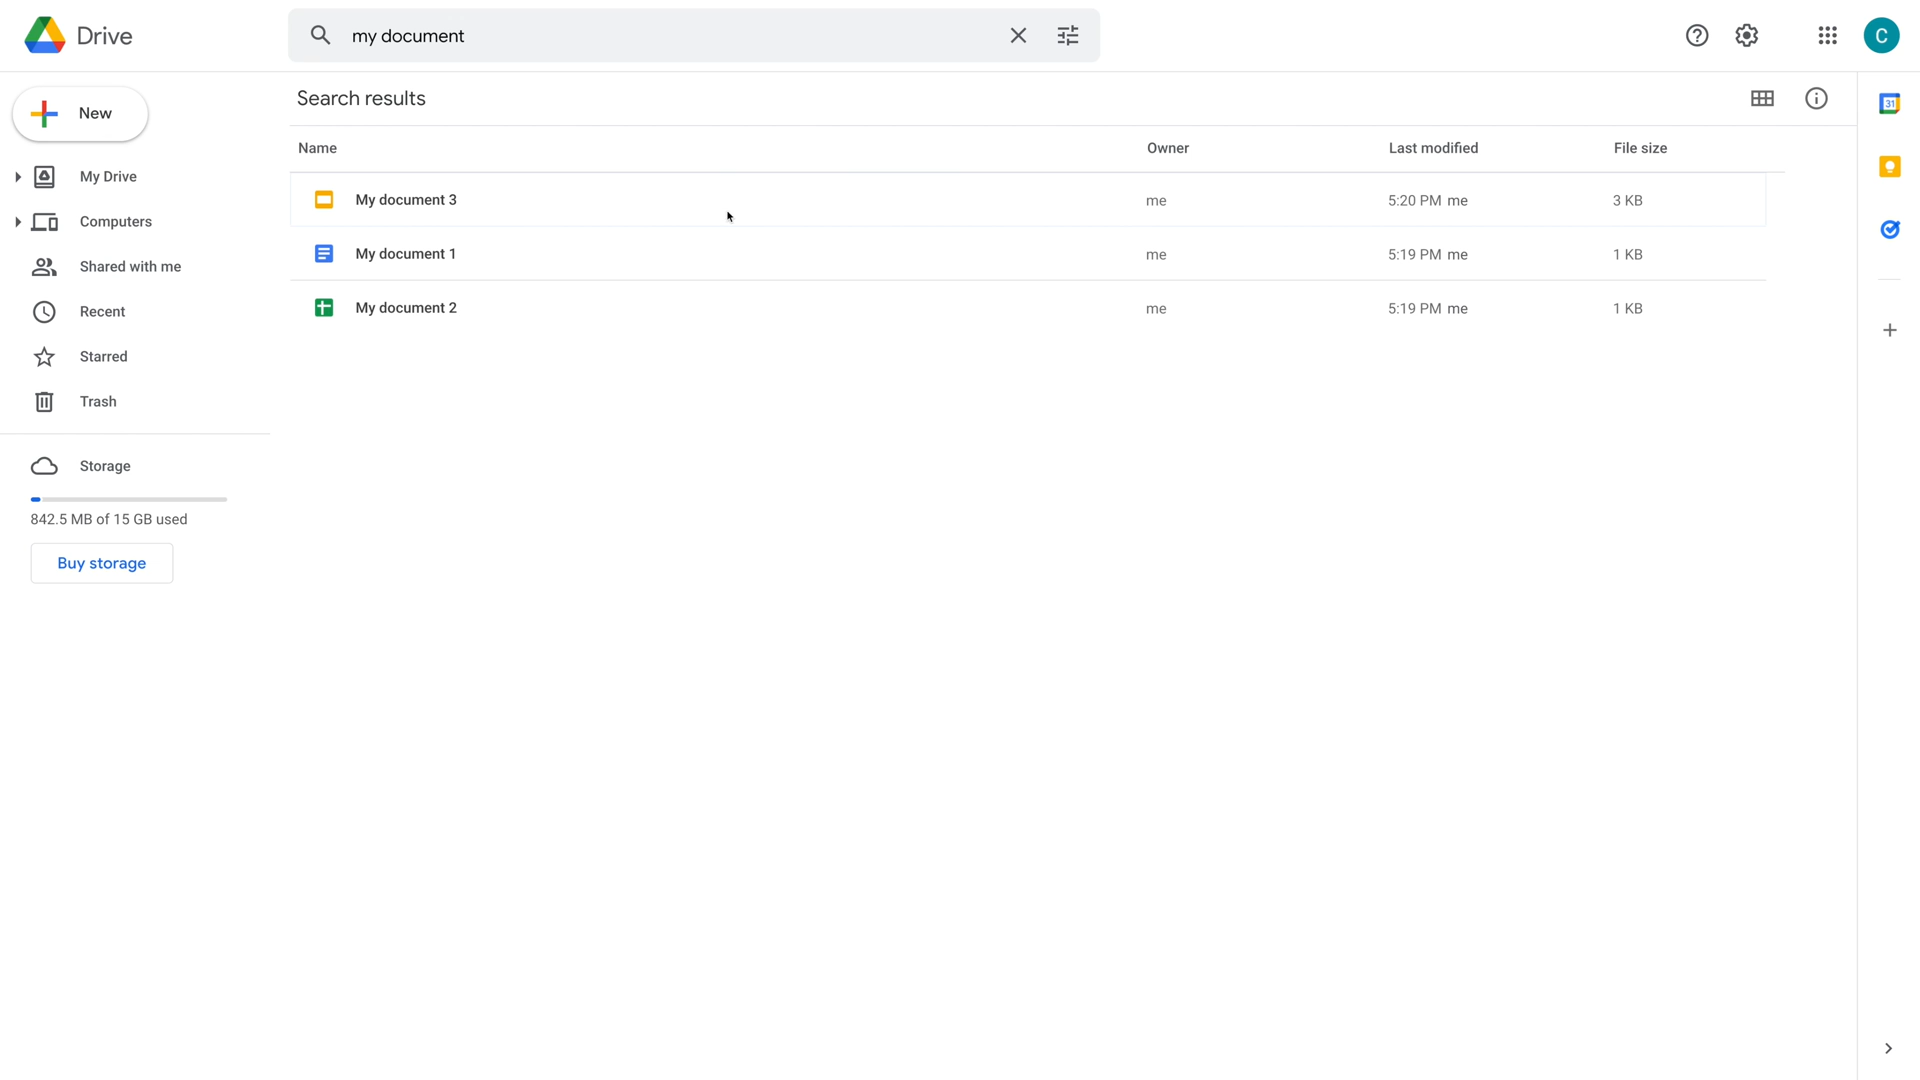 Drive
my document
C
New
Search results
31
Name Owner Last modified File size
My Drive
My document 3 me 5:20 PM me 3 KB
Computers
My document 1 me 5:19 PM me 1 KB
Shared with me
My document 2 me 5:19 PM me 1 KB
Recent
Starred
Trash
Storage
842.5 MB of 15 GB used
Buy storage